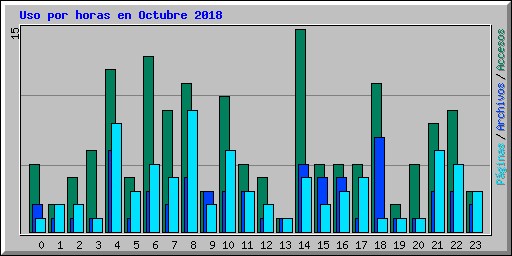 Uso por horas en Octubre 2018
15
Páginas / Archivos / Accesos
0 1 2 3 4 5 6 7 8 9 10 11 12 13 14 15 16 17 18 19 20 21 22 23